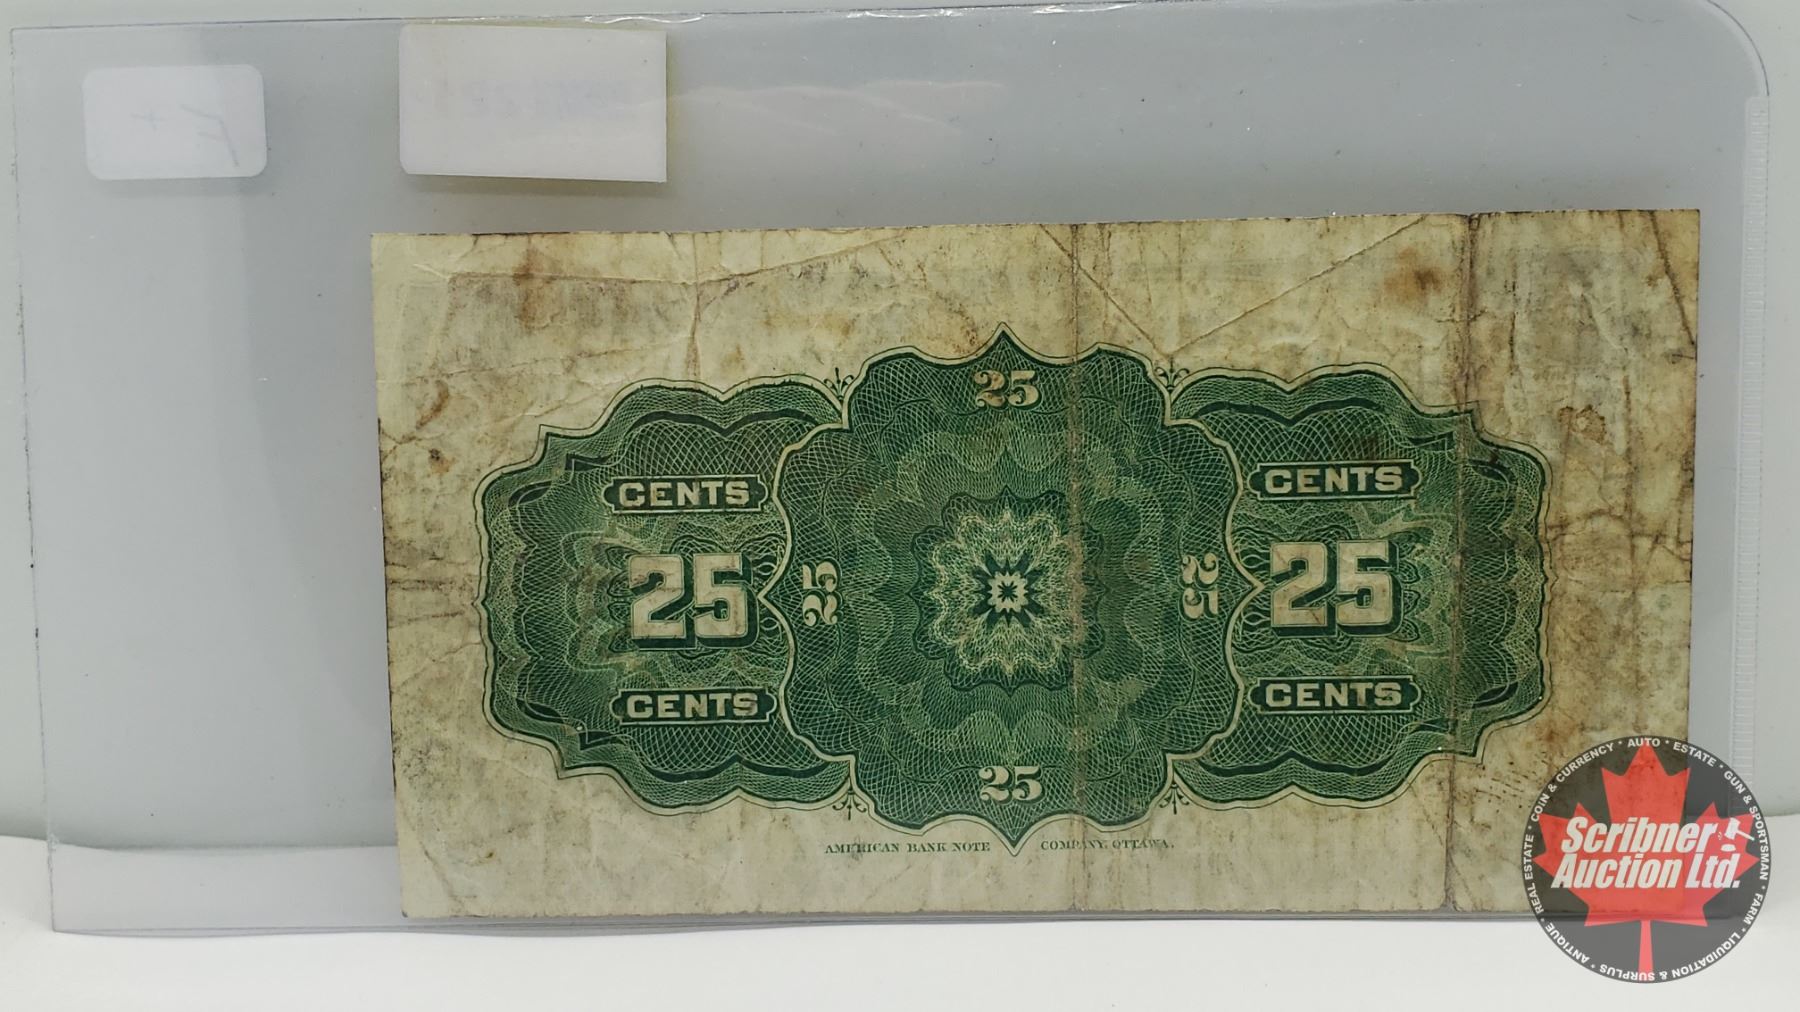 25
CENTS
25
CENTS
25
25
CENTS
25
CENTS
25
AMERICAN BANK NOTE COMPANY, OTTAWA.
Scribner
Auction Ltd.
COIN & CURRENCY * AUTO * ESTATE * GUN & SPORTSMAN * FARM * LIQUIDATION & SURPLUS * ANTIQUE * REAL ESTATE *